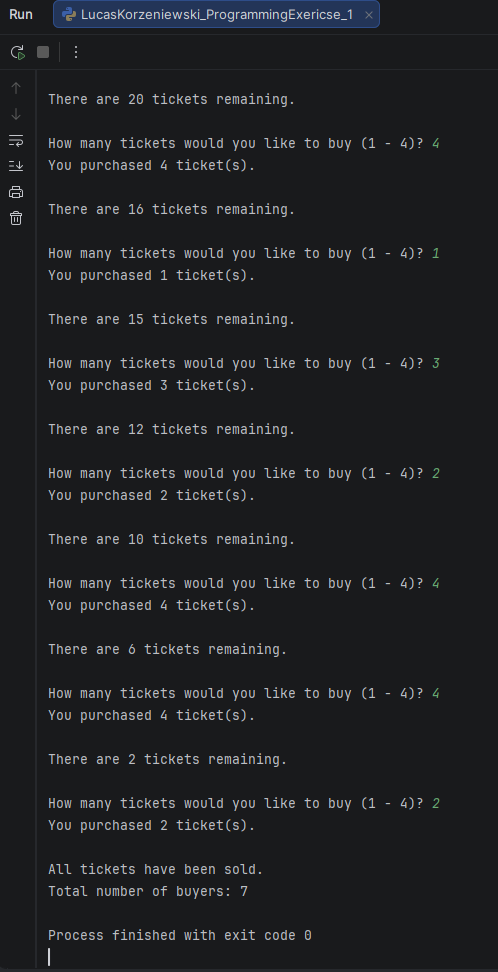 Run LucasKorzeniewski_ProgrammingExericse_1
There are 20 tickets remaining.
How many tickets would you like to buy (1 - 4)? 4
You purchased 4 ticket(s).
There are 16 tickets remaining.
How many tickets would you like to buy (1 - 4)? 1
You purchased 1 ticket(s).
There are 15 tickets remaining.
How many tickets would you like to buy (1 - 4)? 3
You purchased 3 ticket(s).
There are 12 tickets remaining.
How many tickets would you like to buy (1 - 4)? 2
You purchased 2 ticket(s).
There are 10 tickets remaining.
How many tickets would you like to buy (1 - 4)? 4
You purchased 4 ticket(s).
There are 6 tickets remaining.
How many tickets would you like to buy (1 - 4)? 4
You purchased 4 ticket(s).
There are 2 tickets remaining.
How many tickets would you like to buy (1 - 4)? 2
You purchased 2 ticket(s).
All tickets have been sold.
Total number of buyers: 7
Process finished with exit code 0